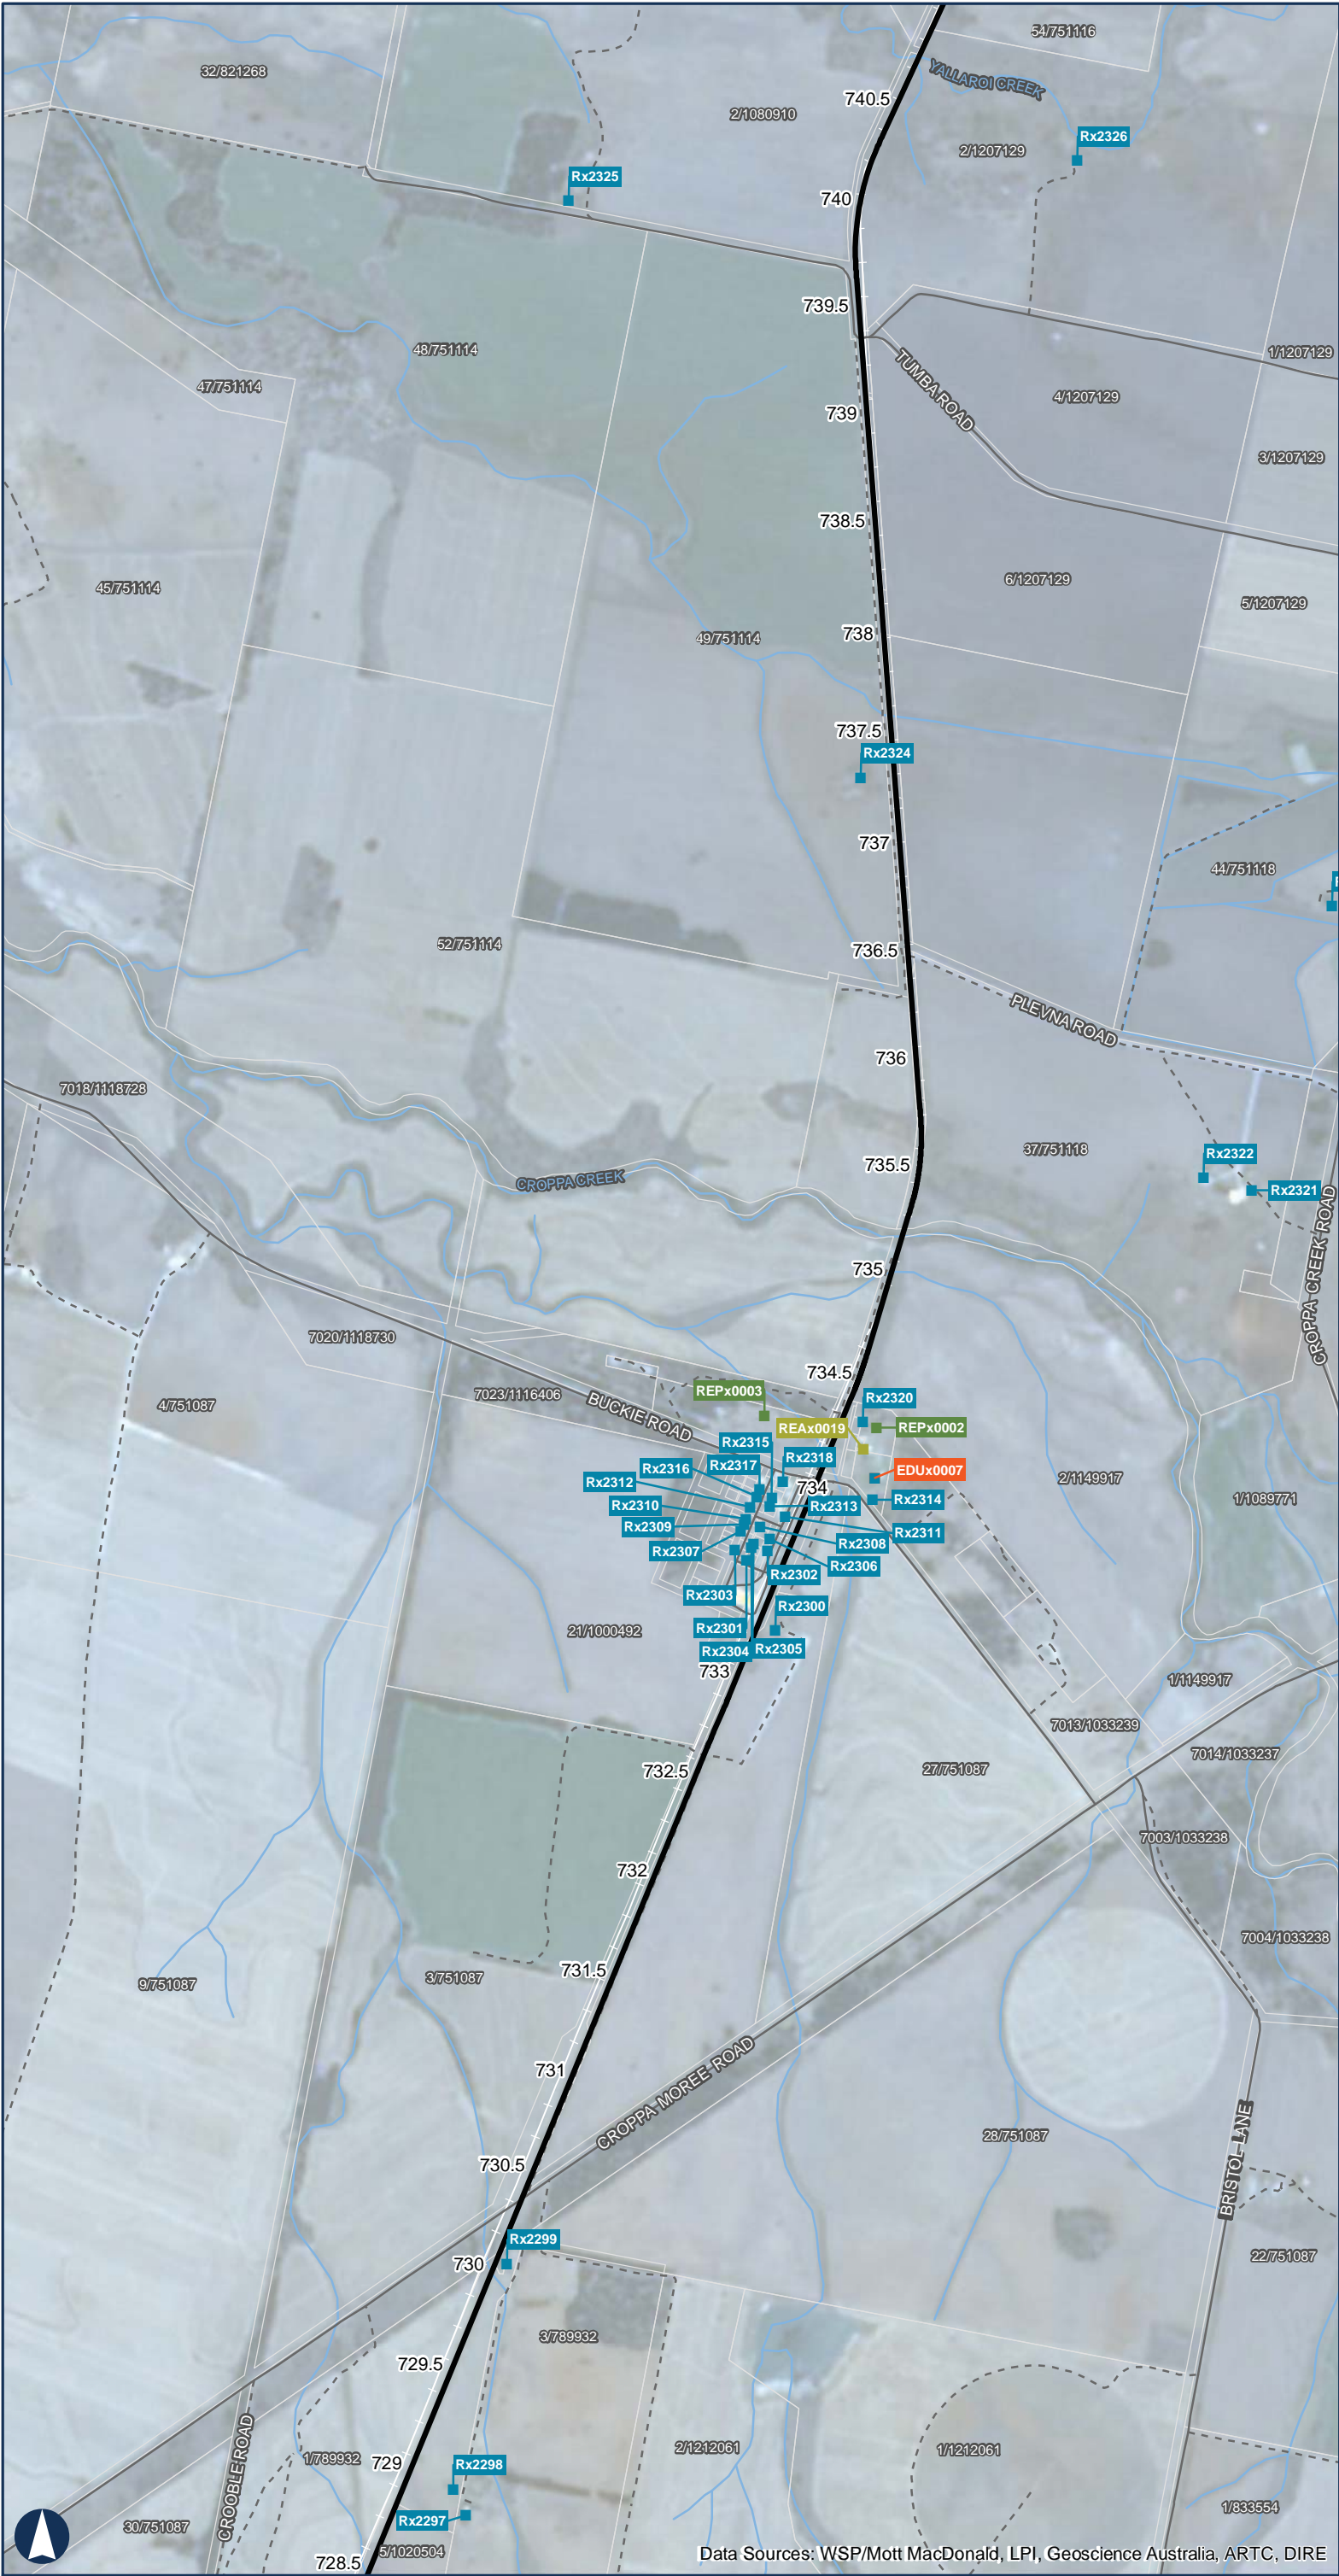 54/751116
32/821268
YALLAROI CREEK
740.5
2/1080910
Rx2326
2/1207129
Rx2325
740
739.5
48/751114
1/1207129
47/751114
TUMBA ROAD
4/1207129
739
3/1207129
738.5
6/1207129
45/751114
5/1207129
738
49/751114
737.5
Rx2324
737
44/751118
52/751114
736.5
PLEVNA ROAD
736
7018/1118728
37/751118
Rx2322
735.5
CROPPA CREEK
Rx2321
CROPPA CREEK ROAD
735
7020/1118730
734.5
REPx0003
7023/1116406
Rx2320
4/751087
BUCKIE ROAD
REAx0019
REPx0002
Rx2315
Rx2318
Rx2317
Rx2316
EDUx0007
2/1149917
Rx2312
734
1/1089771
Rx2310
Rx2313
Rx2314
Rx2309
Rx2311
Rx2308
Rx2307
Rx2306
Rx2302
Rx2303
Rx2300
Rx2301
21/1000492
Rx2305
Rx2304
733
1/1149917
7013/1033239
7014/1033237
732.5
27/751087
7003/1033238
732
7004/1033238
731.5
3/751087
9/751087
731
CROPPA MOREE ROAD
28/751087
BRISTOL LANE
730.5
Rx2299
22/751087
730
3/789932
729.5
2/1212061
1/1212061
1/789932
729
Rx2298
CROOBLE ROAD
1/833554
Rx2297
30/751087
5/1020504
728.5
Data Sources: WSP/Mott MacDonald, LPI, Geoscience Australia, ARTC, DIRE